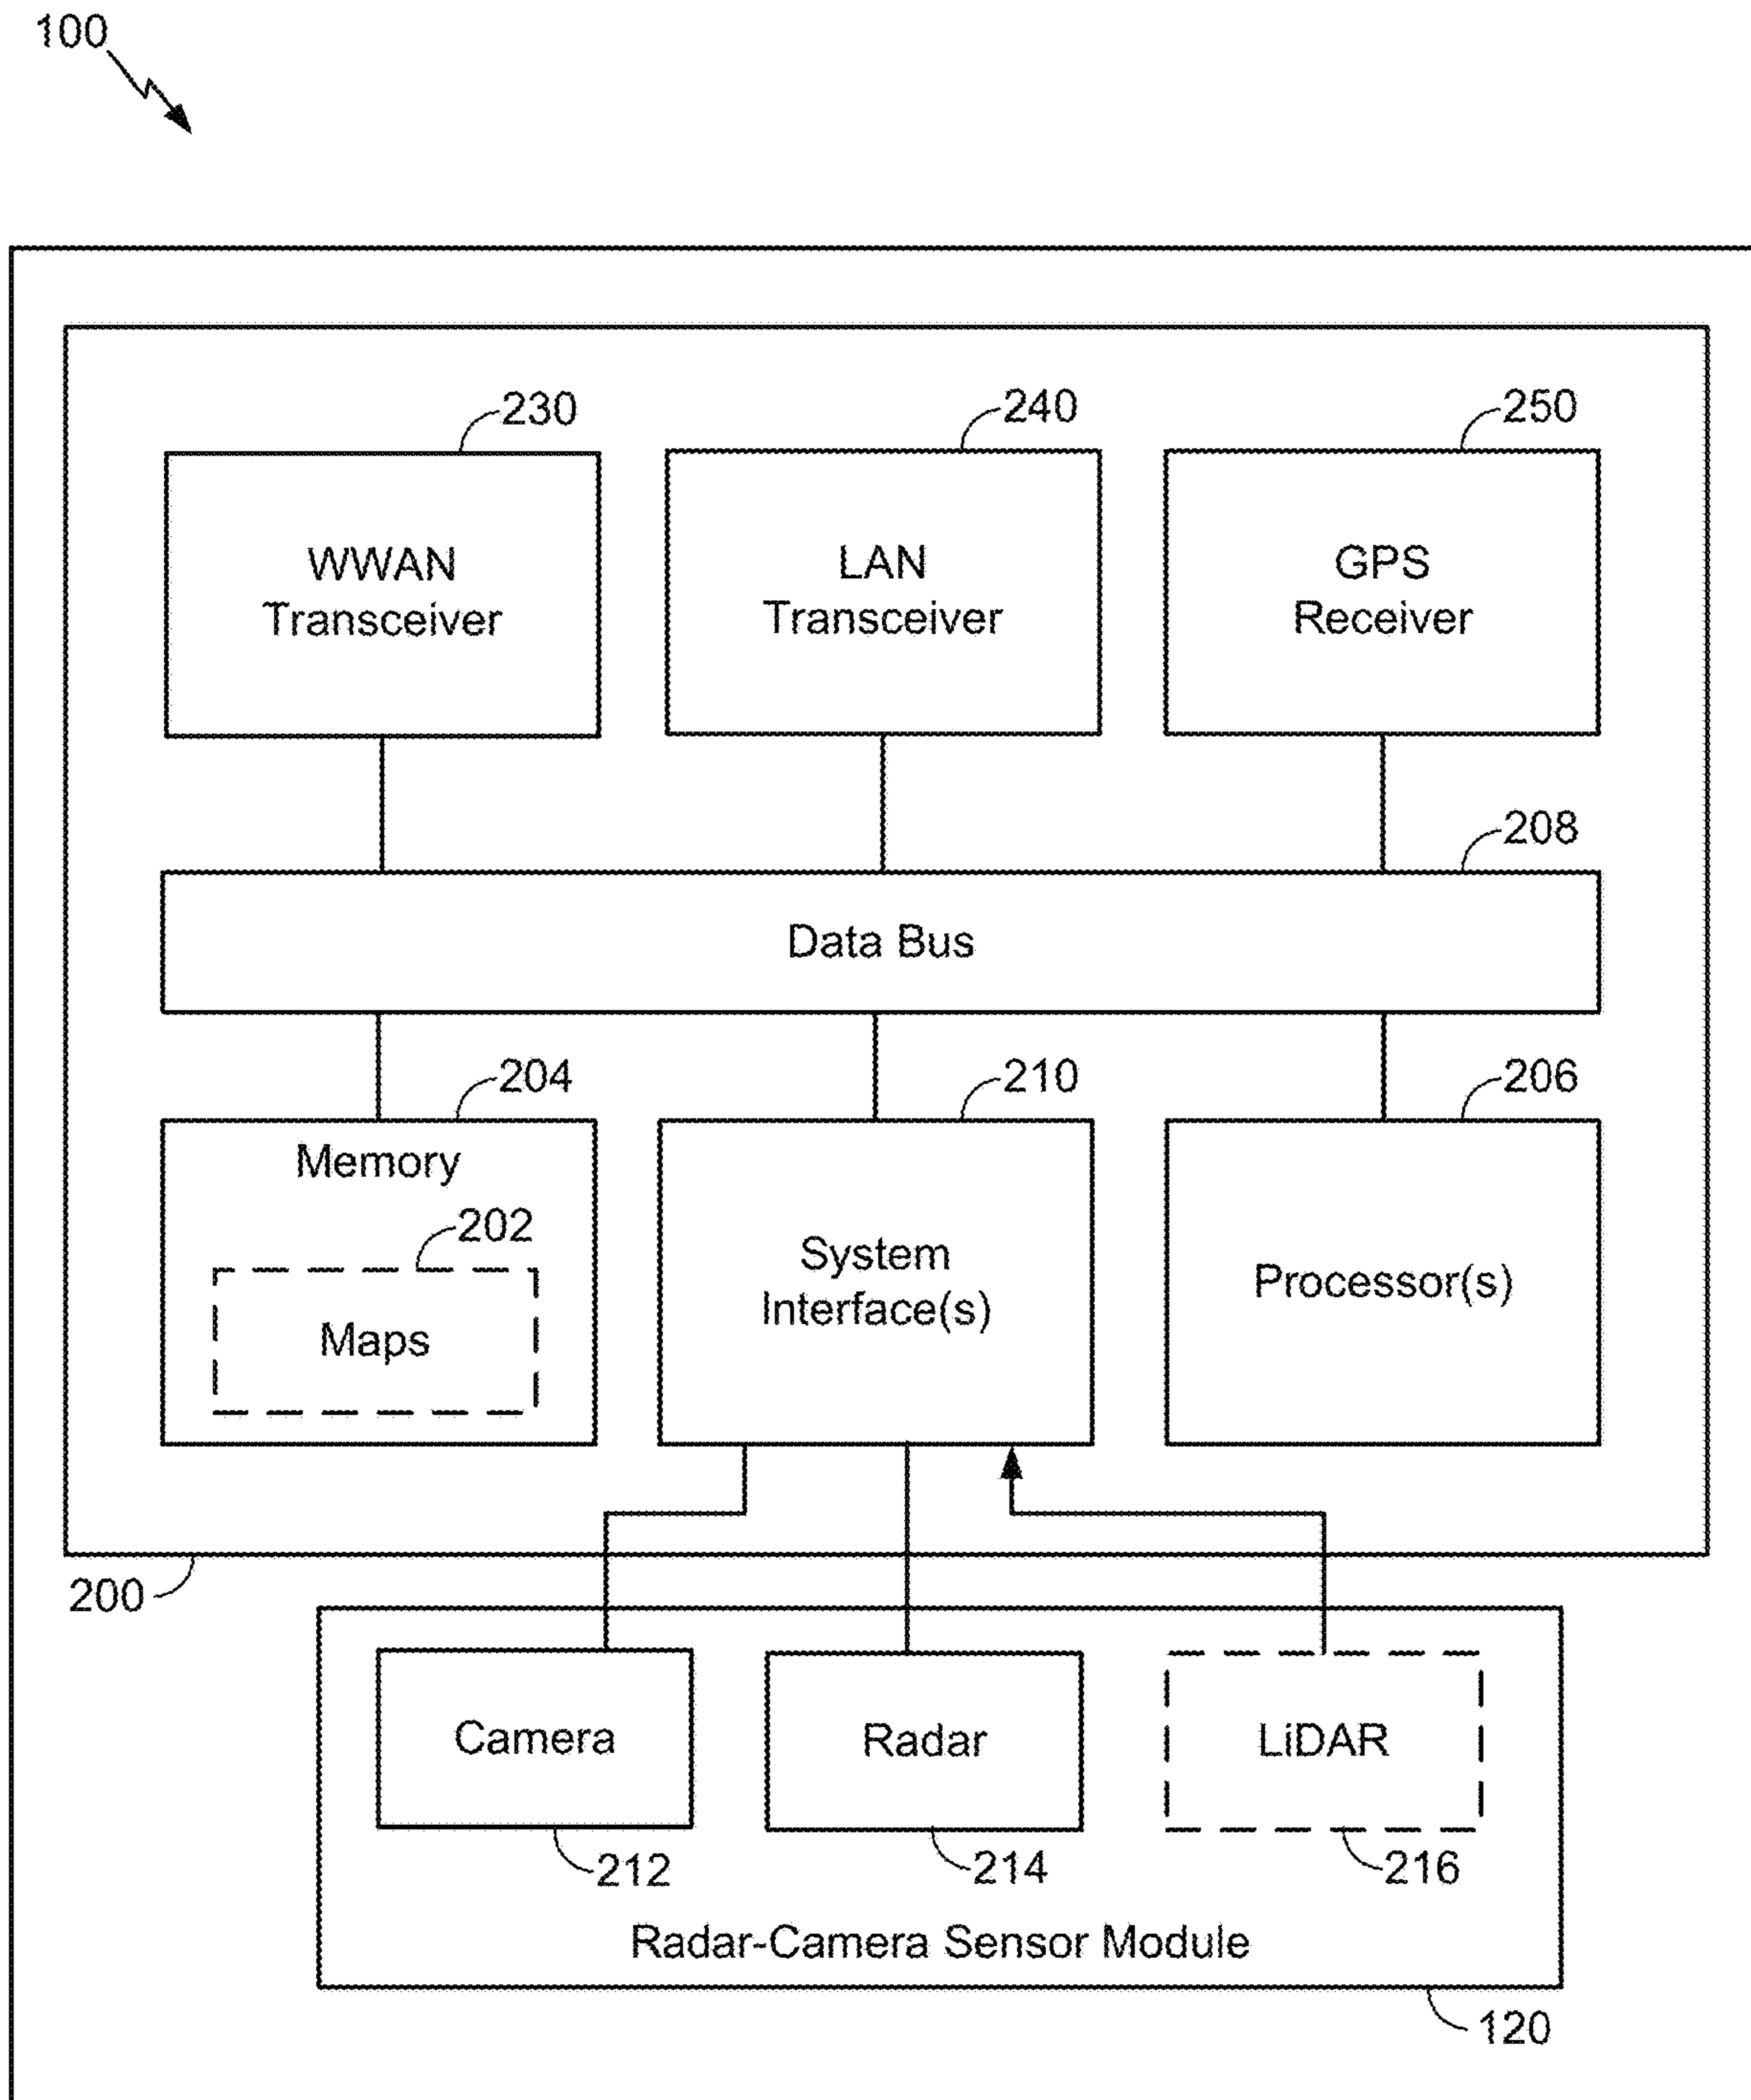 100
230
240
250
WWAN
Transceiver
LAN
Transceiver
GPS
Receiver
208
Data Bus
204
210
206
Memory
202
Maps
System
Interface(s)
Processor(s)
200
Camera
Radar
LiDAR
212
214
216
Radar-Camera Sensor Module
120